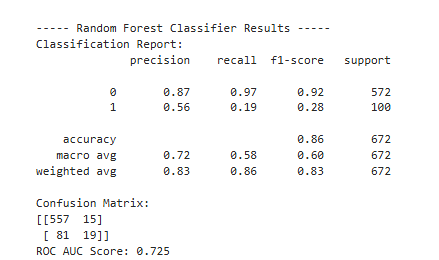 ----- Random Forest Classifier Results -----
Classification Report:
              precision    recall  f1-score   support

           0       0.87      0.97      0.92       572
           1       0.56      0.19      0.28       100

    accuracy                           0.86       672
   macro avg       0.72      0.58      0.60       672
weighted avg       0.83      0.86      0.83       672

Confusion Matrix:
[[557  15]
 [ 81  19]]
ROC AUC Score: 0.725